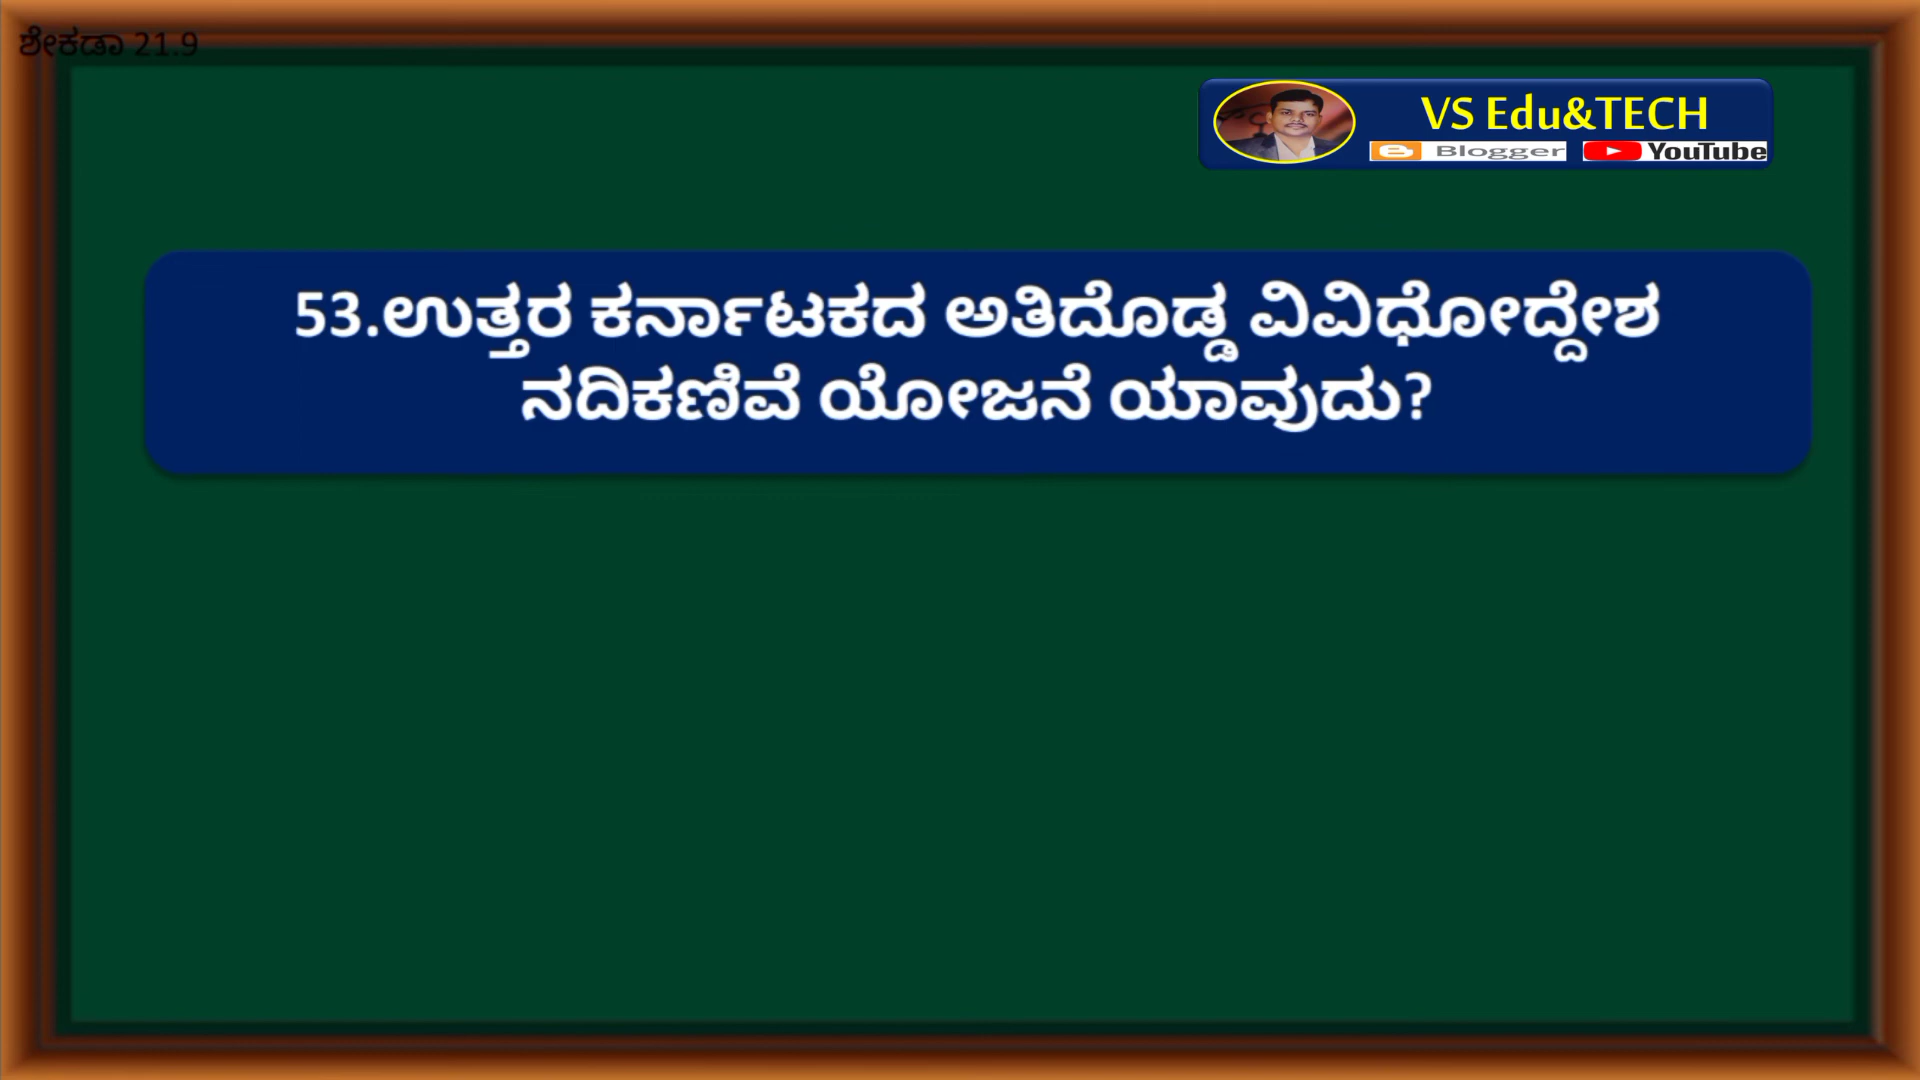 ಶೇಕಡಾ 21.9
VS Edu&TECH
Blogger YouTube
53.ಉತ್ತರ ಕರ್ನಾಟಕದ ಅತಿದೊಡ್ಡ ವಿವಿಧೋದ್ದೇಶ
ನದಿಕಣಿವೆ ಯೋಜನೆ ಯಾವುದು?